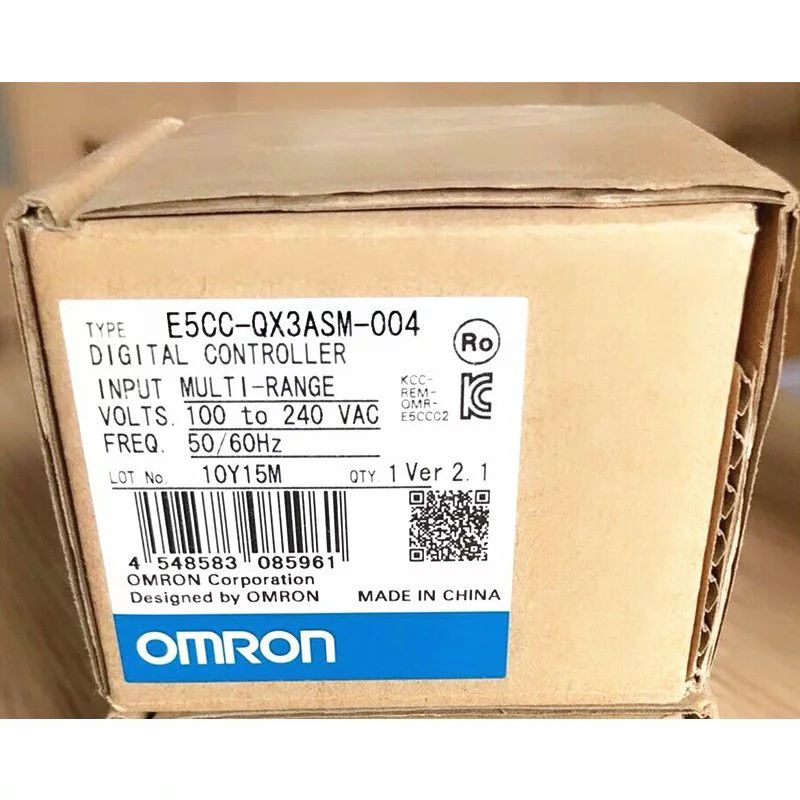 TYPE E5CC-QX3ASM-004
DIGITAL CONTROLLER
INPUT MULTI-RANGE
VOLTS. 100 to 240 VAC
FREQ. 50/60Hz
LOT No. 10Y15M QTY. 1 Ver 2.1
Ro
KCC-
REM-
OMR-
E5CCC2
4 548583 085961
OMRON Corporation
Designed by OMRON MADE IN CHINA
OMRON